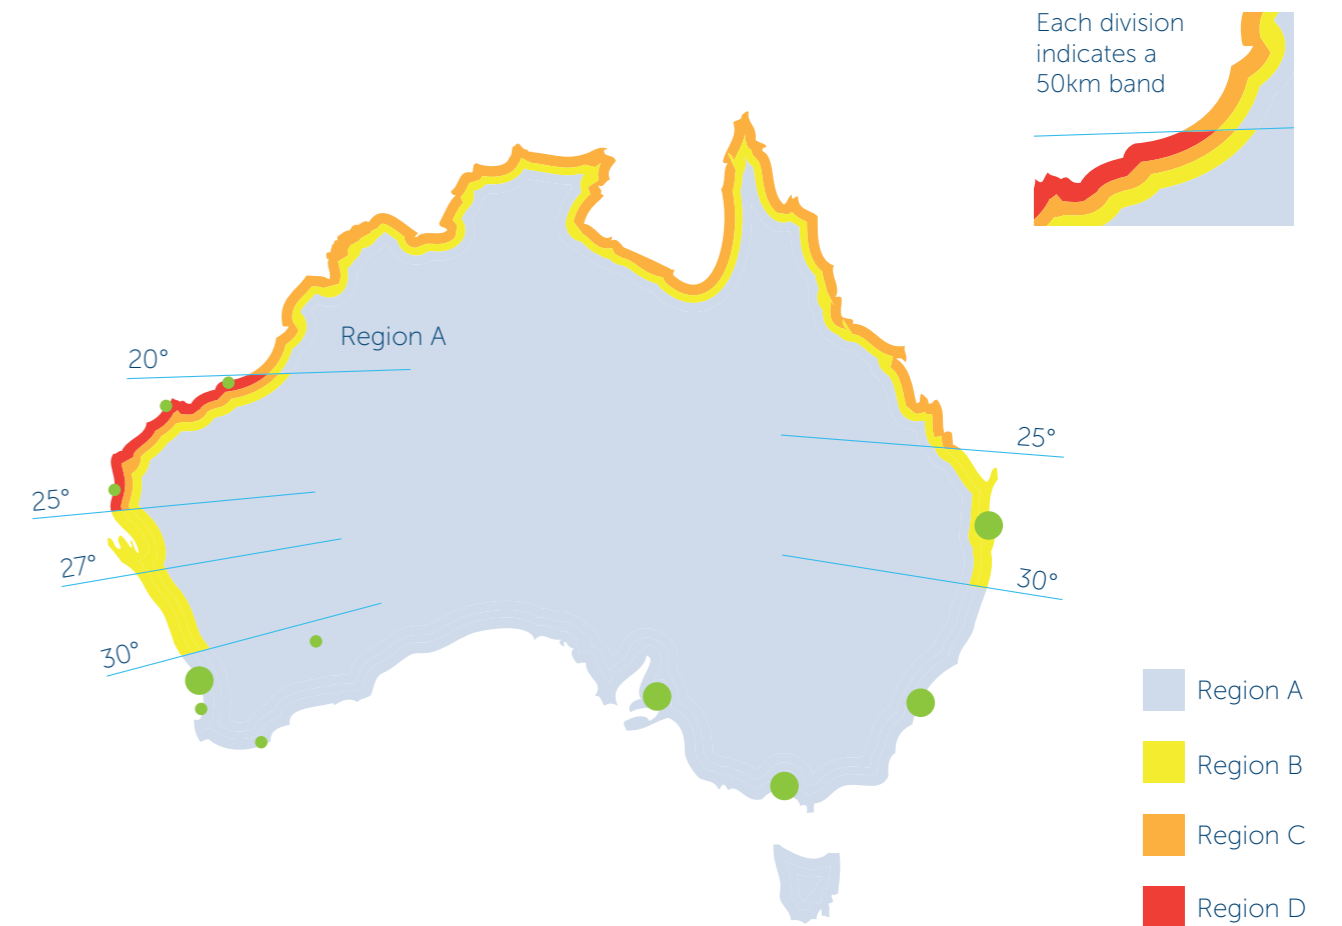 Each division
indicates a
50km band
Region A
20°
25°
25°
27°
30°
30°
Region A
Region B
Region C
Region D